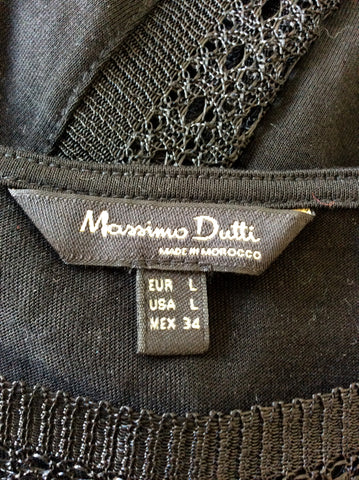 Massimo Dutti
MADE IN MOROCCO
EUR L
USA L
MEX 34